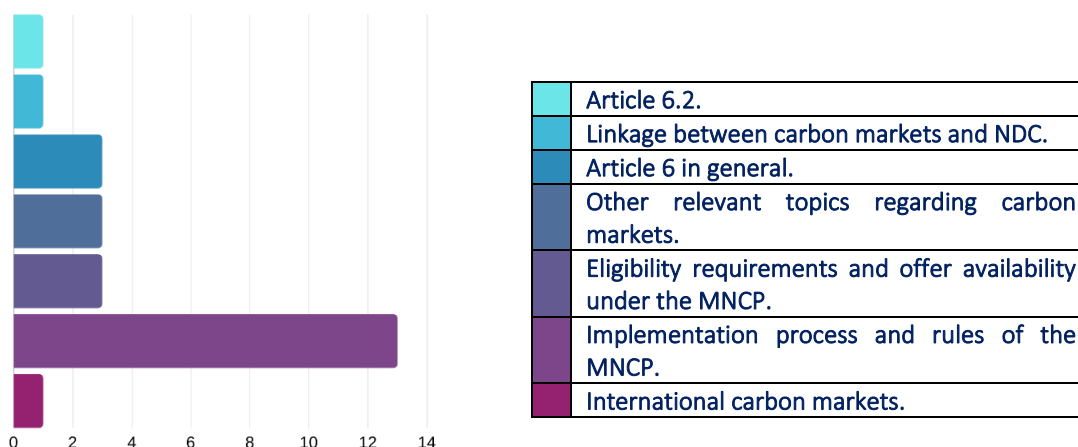 0 2 4 6 8 10 12 14
Article 6.2.
Linkage between carbon markets and NDC.
Article 6 in general.
Other relevant topics regarding carbon
markets.
Eligibility requirements and offer availability
under the MNCP.
Implementation process and rules of the
MNCP.
International carbon markets.